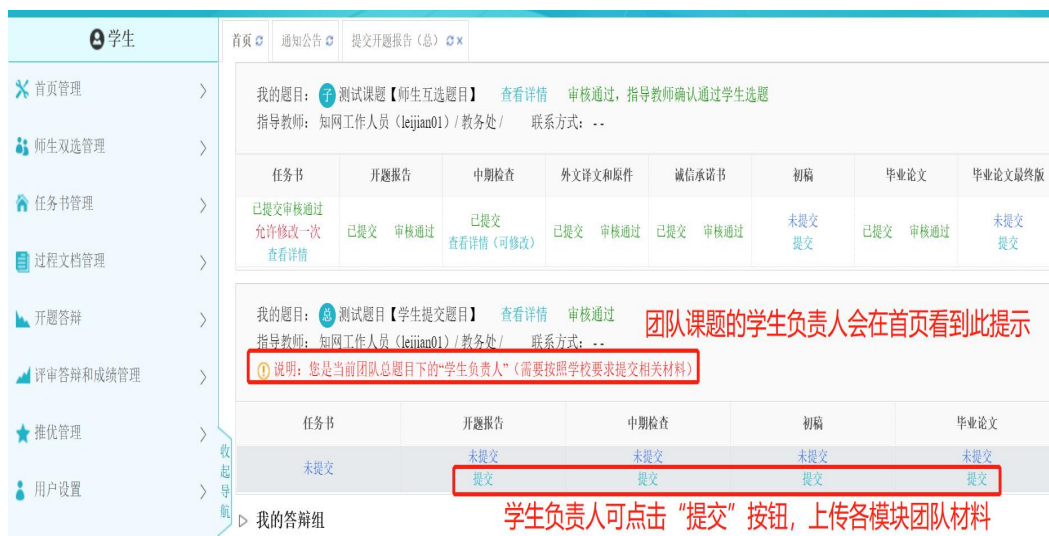 学生
首页 通知公告 提交开题报告（总） x
首页管理
师生双选管理
任务书管理
过程文档管理
开题答辩
评审答辩和成绩管理
推优管理
用户设置
收起导航
我的题目： 子 测试课题【师生互选题目】 查看详情 审核通过，指导教师确认通过学生选题
指导教师： 知网工作人员（leijian01）/ 教务处 / 联系方式： --
任务书 开题报告 中期检查 外文译文和原件 诚信承诺书 初稿 毕业论文 毕业论文最终版
已提交审核通过
允许修改一次
查看详情
已提交 审核通过
已提交
查看详情（可修改）
已提交 审核通过
已提交 审核通过
未提交
提交
已提交 审核通过
未提交
提交
我的题目： 总 测试题目【学生提交题目】 查看详情 审核通过
团队课题的学生负责人会在首页看到此提示
指导教师： 知网工作人员（leijian01）/ 教务处 / 联系方式： --
说明：您是当前团队总题目下的“学生负责人”（需要按照学校要求提交相关材料）
任务书 开题报告 中期检查 初稿 毕业论文
未提交
未提交 未提交 未提交 未提交
提交 提交 提交 提交
我的答辩组
学生负责人可点击“提交”按钮，上传各模块团队材料